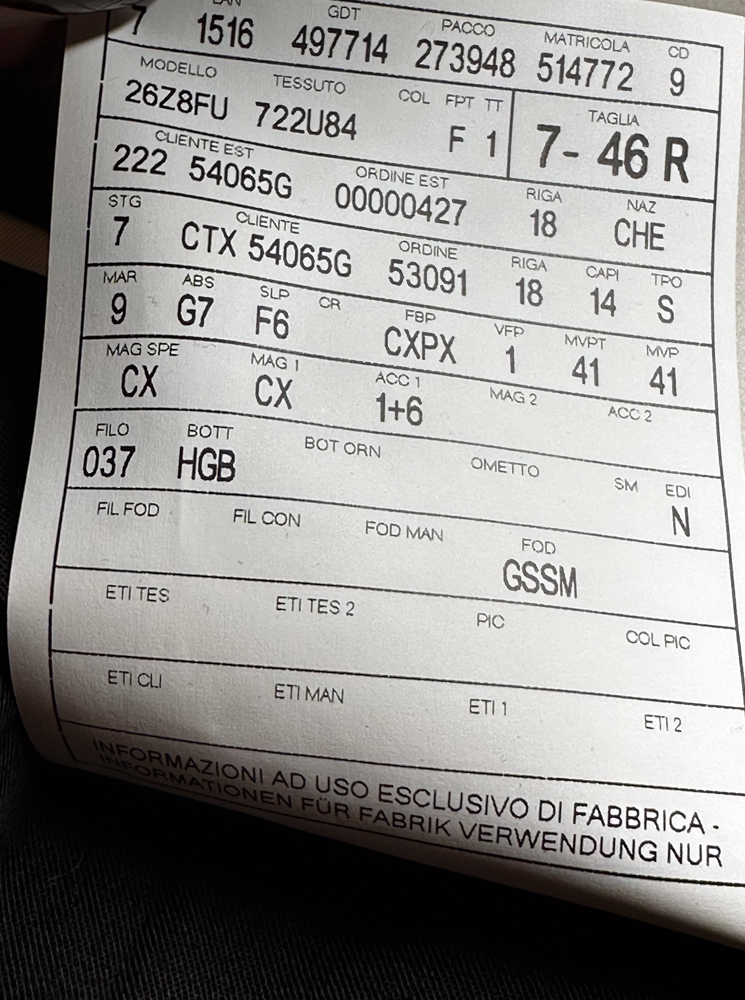 GDT PACCO MATRICOLA CD
7 1516 497714 273948 514772 9
MODELLO TESSUTO COL FPT TT TAGLIA
26Z8FU 722U84 F 1 7- 46 R
CLIENTE EST ORDINE EST RIGA NAZ
222 54065G 00000427 18 CHE
STG CLIENTE ORDINE RIGA CAPI TPO
7 CTX 54065G 53091 18 14 S
MAR ABS SLP CR FBP VFP MVPT MVP
9 G7 F6 CXPX 1 41 41
MAG SPE MAG 1 ACC 1 MAG 2 ACC 2
CX CX 1+6
FILO BOTT BOT ORN OMETTO SM EDI
037 HGB N
FIL FOD FIL CON FOD MAN FOD
GSSM
ETI TES ETI TES 2 PIC COL PIC
ETI CLI ETI MAN ETI 1 ETI 2
INFORMAZIONI AD USO ESCLUSIVO DI FABBRICA -
INFORMATIONEN FÜR FABRIK VERWENDUNG NUR